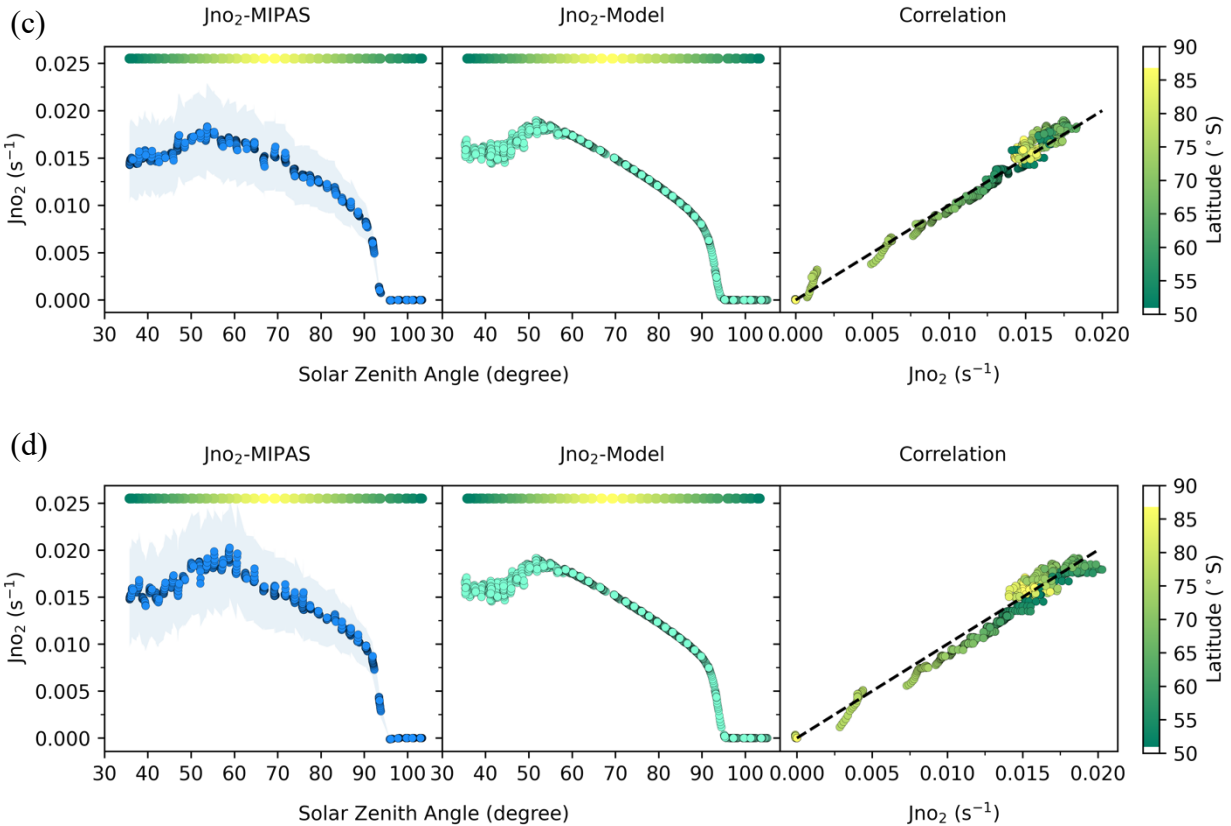 (c)
Jno₂-MIPAS Jno₂-Model Correlation
0.025
0.020
0.015
0.010
0.005
0.000
Jno₂ (s⁻¹)
30 40 50 60 70 80 90 100
30 40 50 60 70 80 90 100
0.000 0.005 0.010 0.015 0.020
Solar Zenith Angle (degree) Jno₂ (s⁻¹)
90
85
80
75
70
65
60
55
50
Latitude (°S)
(d)
Jno₂-MIPAS Jno₂-Model Correlation
0.025
0.020
0.015
0.010
0.005
0.000
Jno₂ (s⁻¹)
30 40 50 60 70 80 90 100
30 40 50 60 70 80 90 100
0.000 0.005 0.010 0.015 0.020
Solar Zenith Angle (degree) Jno₂ (s⁻¹)
90
85
80
75
70
65
60
55
50
Latitude (°S)